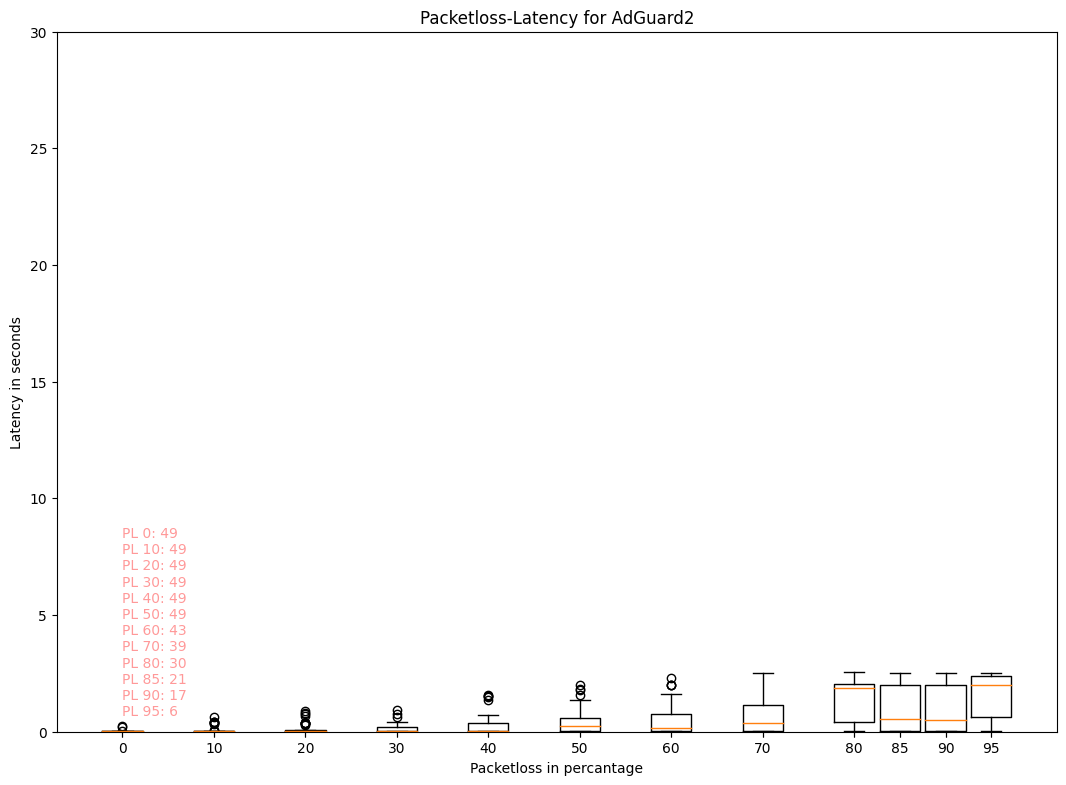 Packetloss-Latency for AdGuard2
30
25
20
15
10
5
0
Latency in seconds
PL 0: 49
PL 10: 49
PL 20: 49
PL 30: 49
PL 40: 49
PL 50: 49
PL 60: 43
PL 70: 39
PL 80: 30
PL 85: 21
PL 90: 17
PL 95: 6
0 10 20 30 40 50 60 70 80 85 90 95
Packetloss in percantage